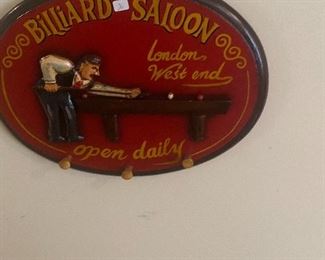 BILLIARD SALOON
london
West end
open daily